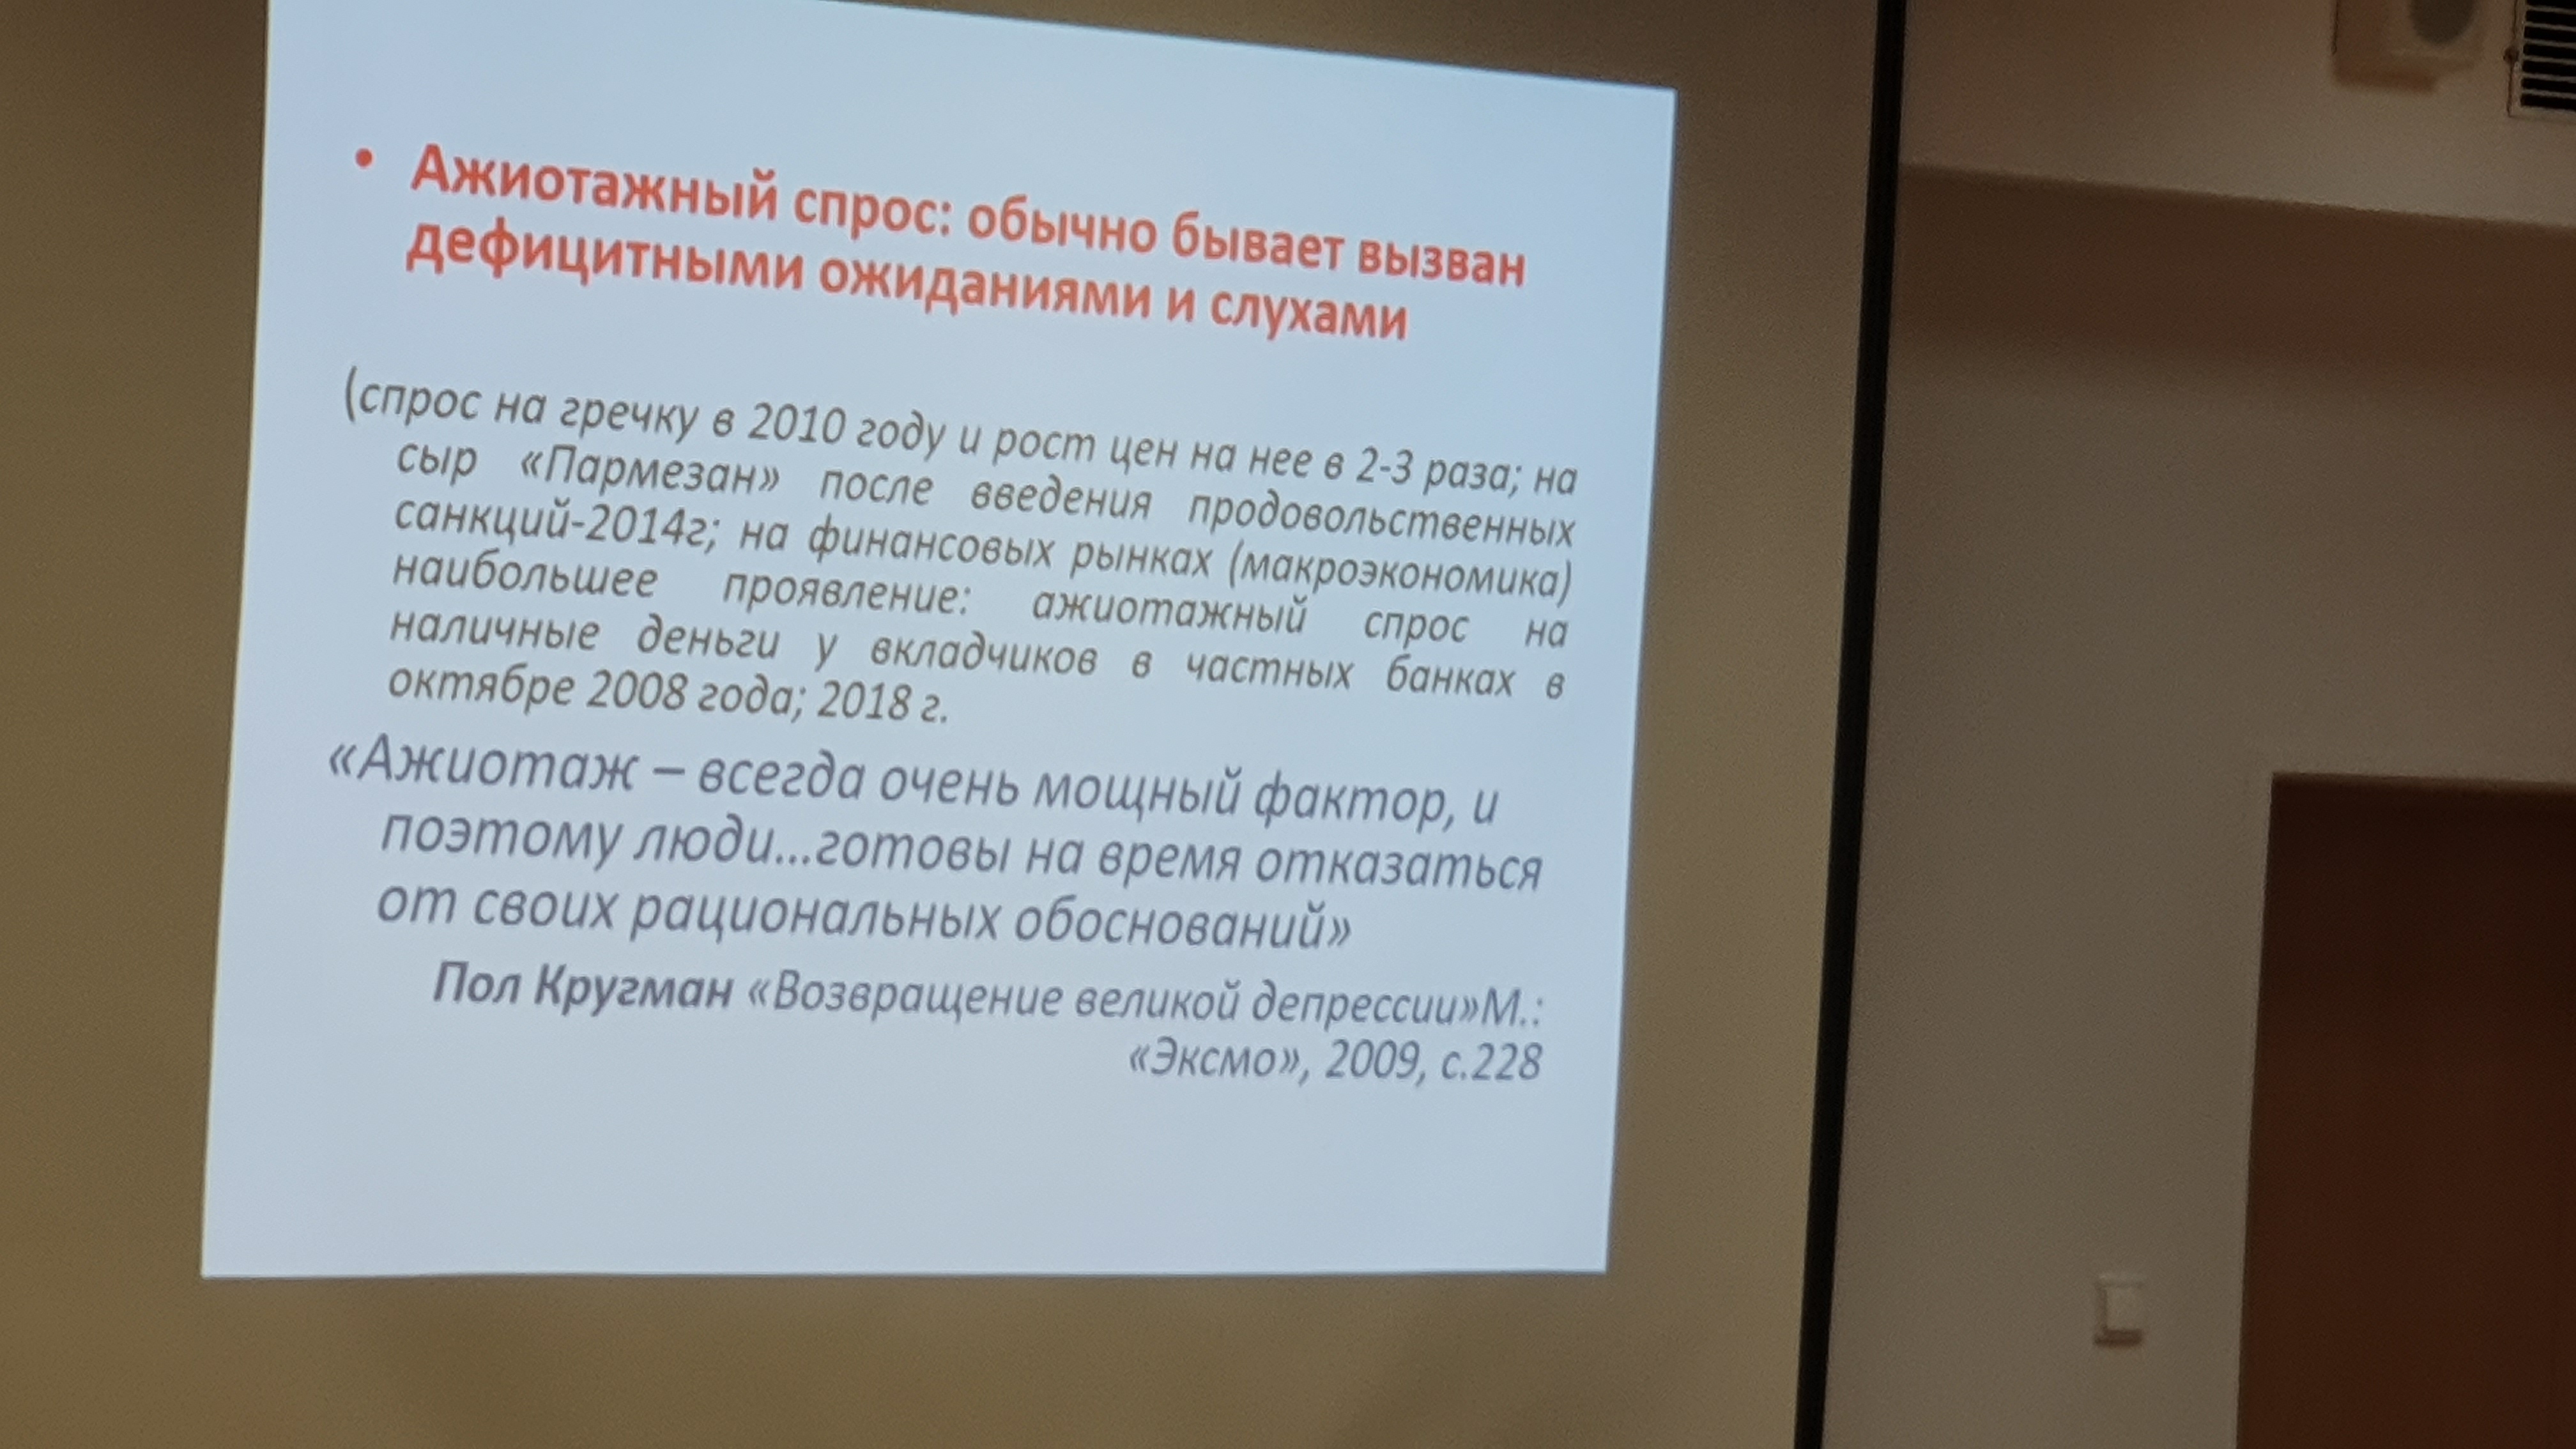 • Ажиотажный спрос: обычно бывает вызван
дефицитными ожиданиями и слухами
(спрос на гречку в 2010 году и рост цен на нее в 2-3 раза; на
сыр «Пармезан» после введения продовольственных
санкций-2014г; на финансовых рынках (макроэкономика)
наибольшее проявление: ажиотажный спрос на
наличные деньги у вкладчиков в частных банках в
октябре 2008 года; 2018 г.
«Ажиотаж – всегда очень мощный фактор, и
поэтому люди...готовы на время отказаться
от своих рациональных обоснований»
Пол Кругман «Возвращение великой депрессии»М.:
«Эксмо», 2009, с.228